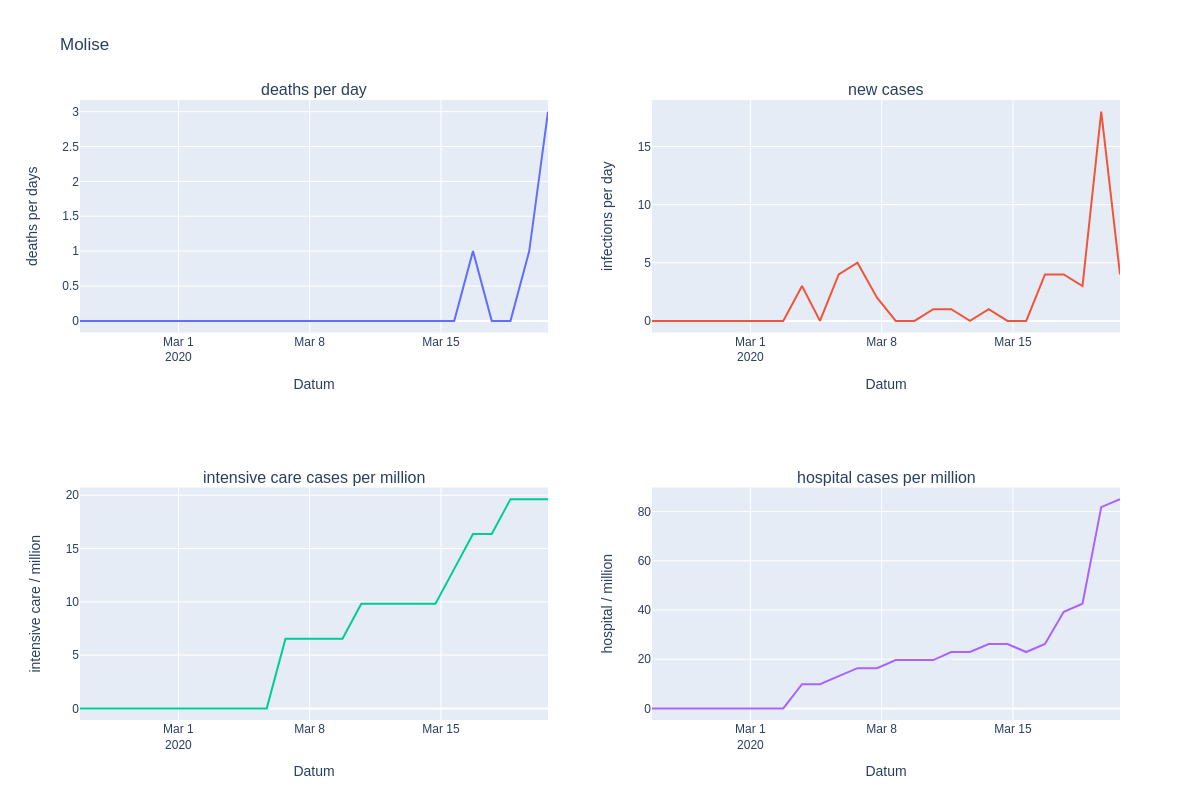 Molise
deaths per day
deaths per days
3
2.5
2
1.5
1
0.5
0
Mar 1
2020
Mar 8
Mar 15
Datum
new cases
infections per day
15
10
5
0
Mar 1
2020
Mar 8
Mar 15
Datum
intensive care cases per million
intensive care / million
20
15
10
5
0
Mar 1
2020
Mar 8
Mar 15
Datum
hospital cases per million
hospital / million
80
60
40
20
0
Mar 1
2020
Mar 8
Mar 15
Datum